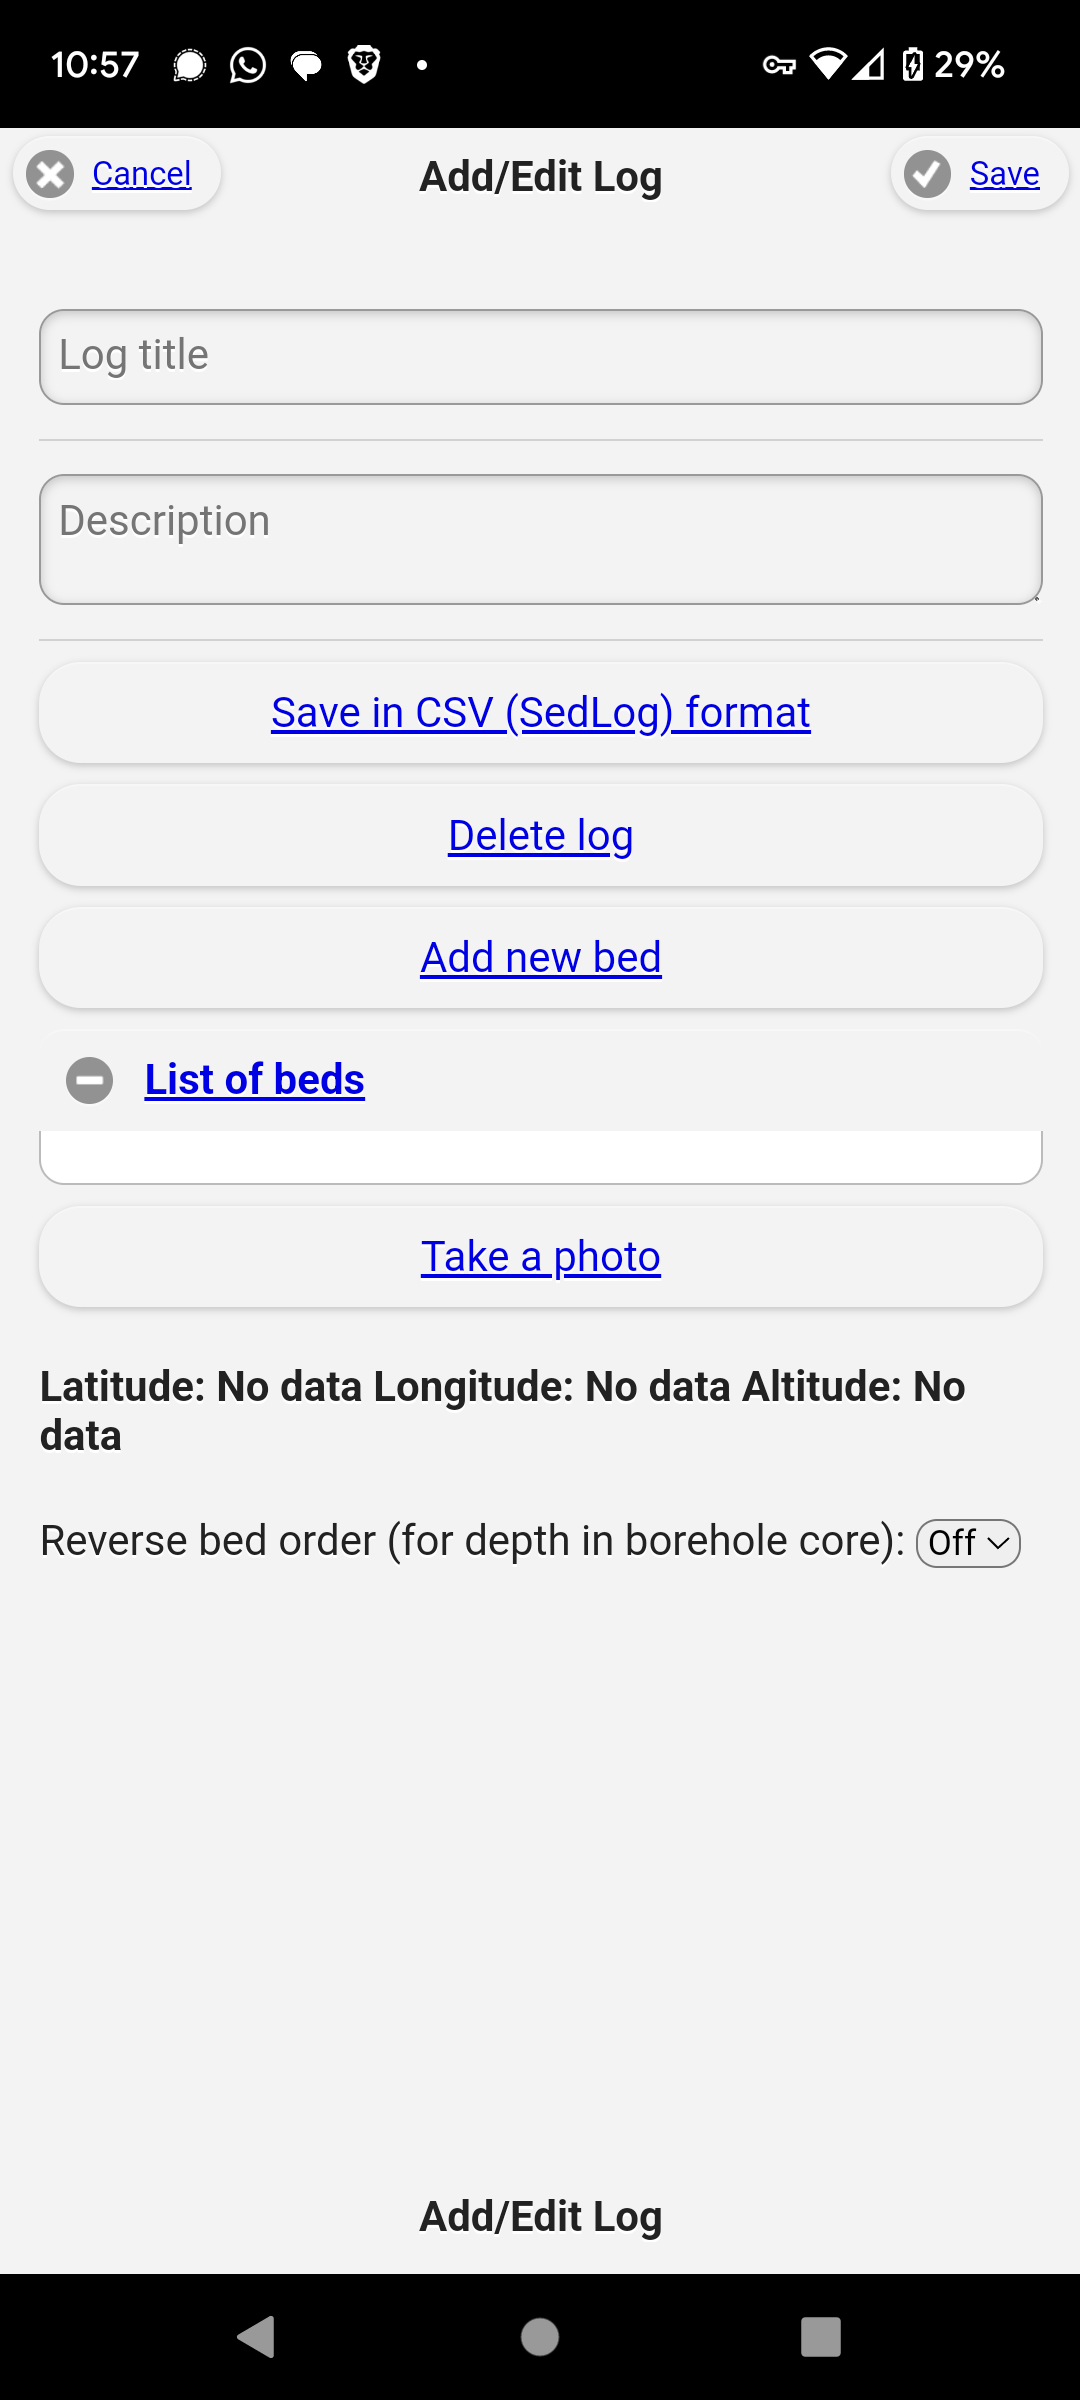 10:57
29%
Cancel
Add/Edit Log
Save
Log title
Description
Save in CSV (SedLog) format
Delete log
Add new bed
List of beds
Take a photo
Latitude: No data Longitude: No data Altitude: No
data
Reverse bed order (for depth in borehole core): Off
Add/Edit Log